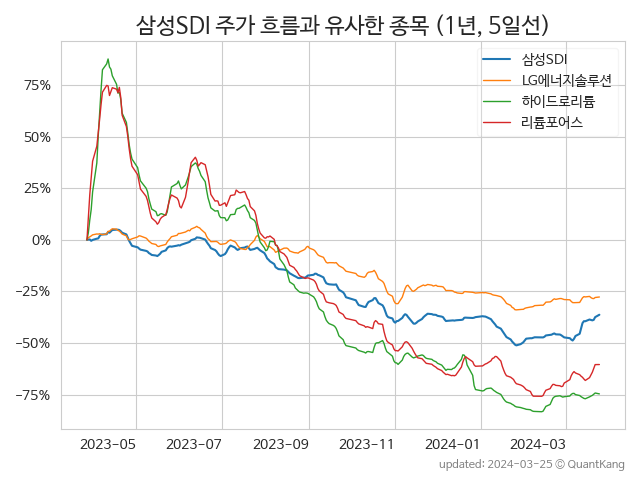 삼성SDI 주가 흐름과 유사한 종목 (1년, 5일선)
삼성SDI
LG에너지솔루션
하이드로리튬
리튬포어스
75%
50%
25%
0%
−25%
−50%
−75%
2023-05 2023-07 2023-09 2023-11 2024-01 2024-03
updated: 2024-03-25 © QuantKang